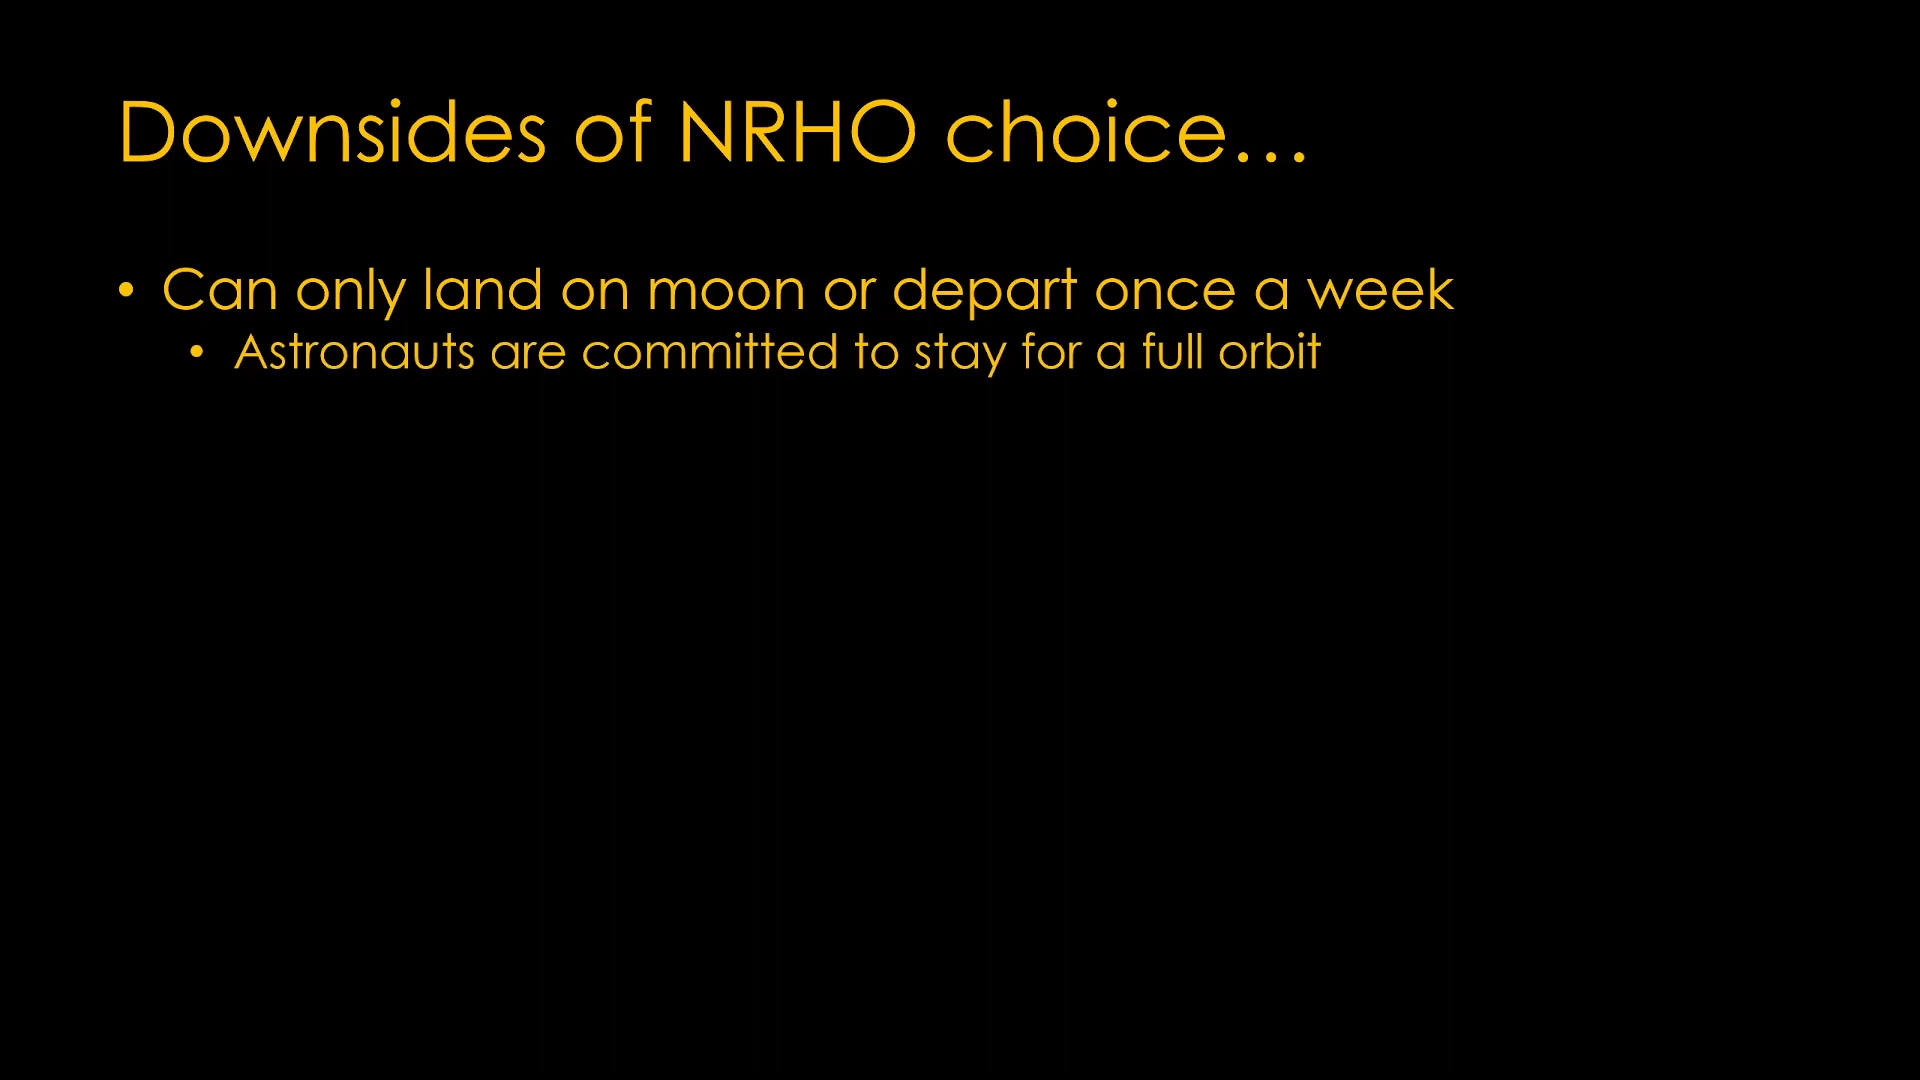 Downsides of NRHO choice…
• Can only land on moon or depart once a week
• Astronauts are committed to stay for a full orbit